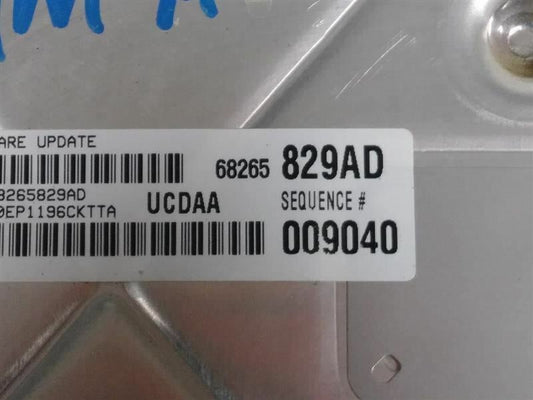 ARE UPDATE
68265 829AD
8265829AD
0EP1196CKTTA
UCDAA
SEQUENCE #
009040